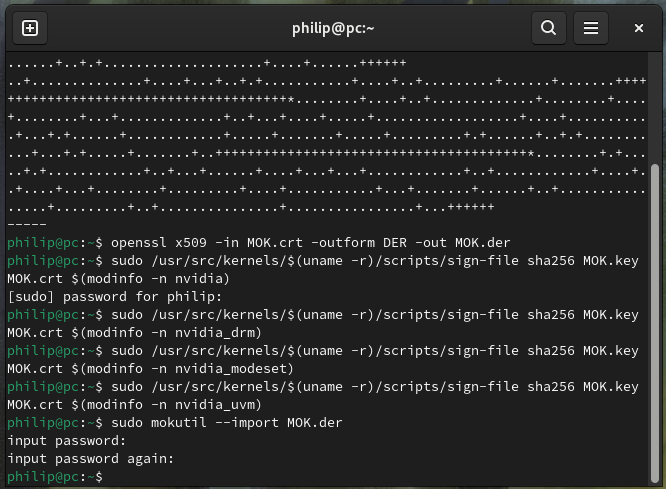 philip@pc:~
......+..+.+....................+....+......++++++
..+..............+....+...+..+.+...........+....+..+.........+......+.......++++
+++++++++++++++++++++++++++++++++++*........+....+..+.............+........+....
+........+...+.............+..+...+....+.....+..................+....+..........
.+...+.+.......+............+......+.......+.....+..........+.+.......+..+.+........
...+...+.+.....+.......+..+++++++++++++++++++++++++++++++++++++++*........+.+...
..+.+............+............+..+...+....+...+...+............+..+.............+....+.
.+....+...+..+.........+......+....+...........+...+......+.......+..+..........
.....+.........+..+...............+................+...++++++
-----
philip@pc:~$ openssl x509 -in MOK.crt -outform DER -out MOK.der
philip@pc:~$ sudo /usr/src/kernels/$(uname -r)/scripts/sign-file sha256 MOK.key
MOK.crt $(modinfo -n nvidia)
[sudo] password for philip:
philip@pc:~$ sudo /usr/src/kernels/$(uname -r)/scripts/sign-file sha256 MOK.key
MOK.crt $(modinfo -n nvidia_drm)
philip@pc:~$ sudo /usr/src/kernels/$(uname -r)/scripts/sign-file sha256 MOK.key
MOK.crt $(modinfo -n nvidia_modeset)
philip@pc:~$ sudo /usr/src/kernels/$(uname -r)/scripts/sign-file sha256 MOK.key
MOK.crt $(modinfo -n nvidia_uvm)
philip@pc:~$ sudo mokutil --import MOK.der
input password:
input password again:
philip@pc:~$